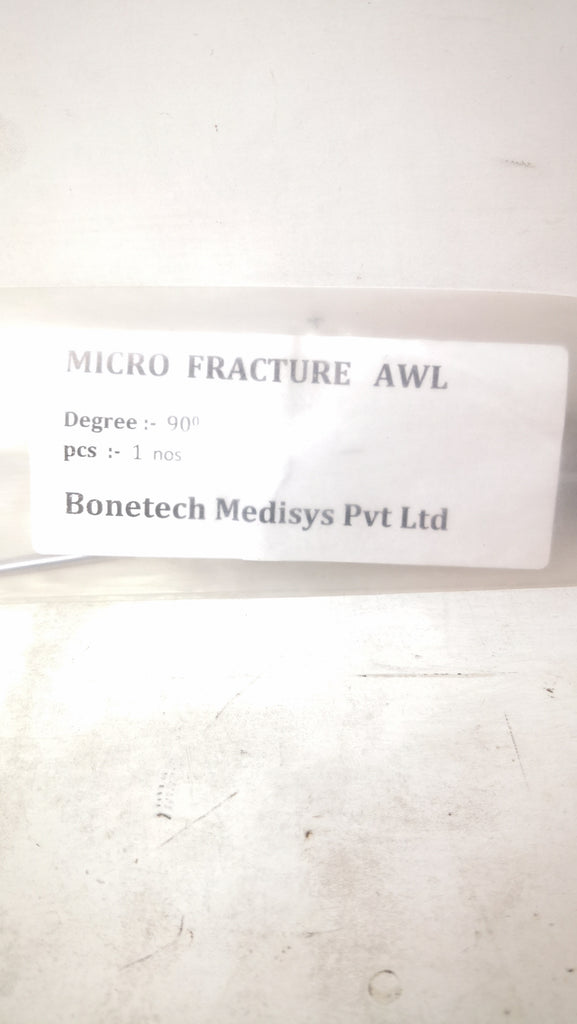 MICRO FRACTURE AWL
Degree :- 90⁰
pcs :- 1 nos
Bonetech Medisys Pvt Ltd